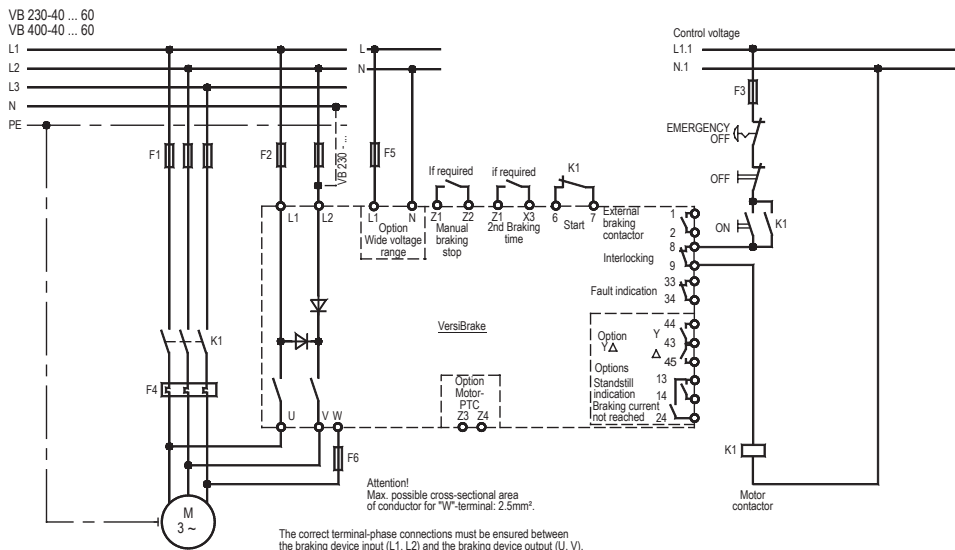 VB 230-40 ... 60
VB 400-40 ... 60
L1
L2
L3
N
PE
L
N
Control voltage
L1.1
N.1
F1
F2
VB 230 - ...
F5
F3
EMERGENCY
OFF
OFF
ON
K1
If required
if required
K1
L1
L2
L1
N
Z1
Z2
Z1
X3
6
7
Option
Wide voltage
range
Manual
braking
stop
2nd Braking
time
Start
External
braking
contactor
1
2
Interlocking
8
9
Fault indication
33
34
VersiBrake
Option
Y Δ
Y
Δ
44
43
45
Options
Standstill
indication
Braking current
not reached
13
14
24
K1
F4
Option
Motor-
PTC
Z3
Z4
U
V
W
F6
K1
Motor
contactor
M
3 ~
Attention!
Max. possible cross-sectional area
of conductor for "W"-terminal: 2.5mm².
The correct terminal-phase connections must be ensured between
the braking device input (L1, L2) and the braking device output (U, V).